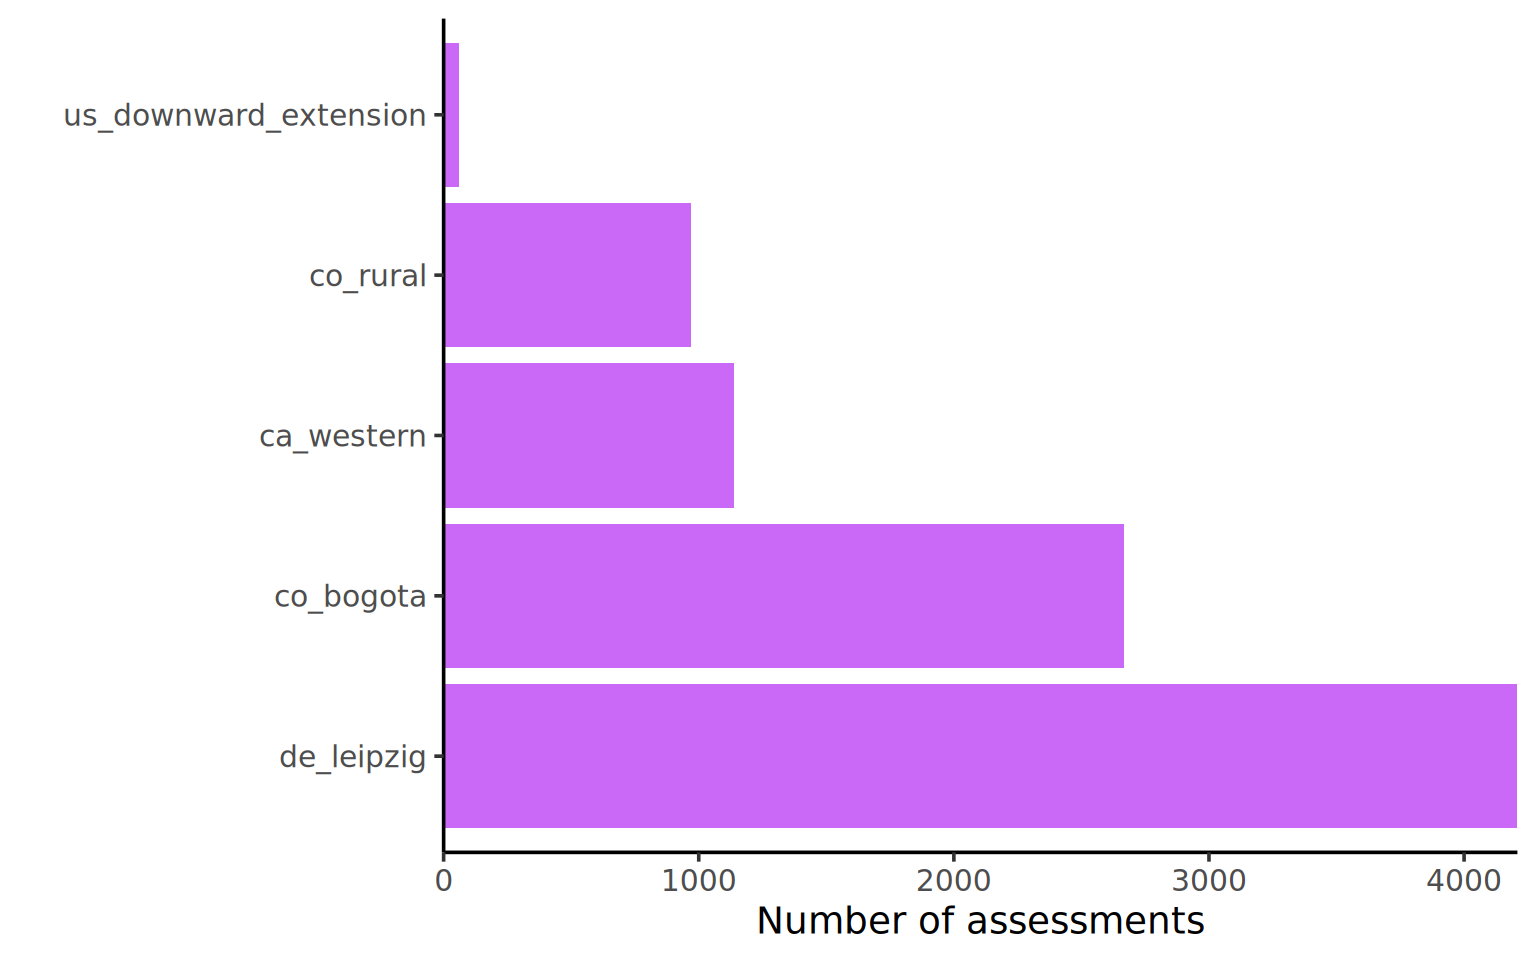 us_downward_extension
co_rural
ca_western
co_bogota
de_leipzig
0 1000 2000 3000 4000
Number of assessments